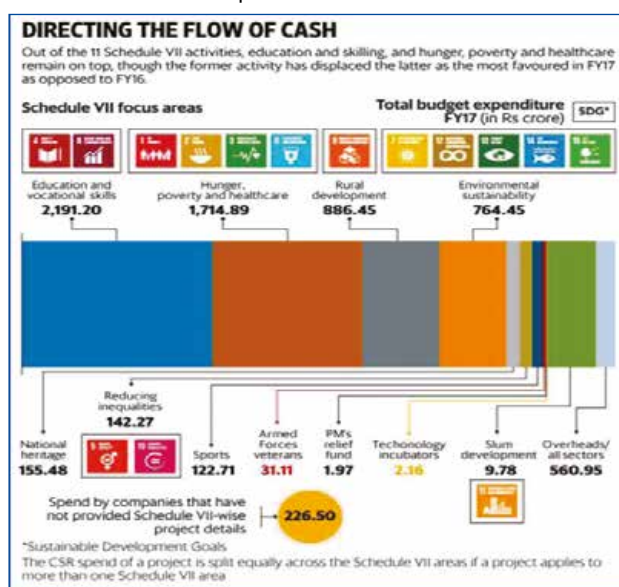 DIRECTING THE FLOW OF CASH
Out of the 11 Schedule VII activities, education and skilling, and hunger, poverty and healthcare
remain on top, though the former activity has displaced the latter as the most favoured in FY17
as opposed to FY16.
Schedule VII focus areas
Total budget expenditure
FY17 (in Rs crore)
SDG*
Education and
vocational skills
2,191.20
Hunger,
poverty and healthcare
1,714.89
Rural
development
886.45
Environmental
sustainability
764.45
Reducing
inequalities
142.27
National
heritage
155.48
Sports
122.71
Armed
Forces
veterans
31.11
PM's
relief
fund
1.97
Techonology
incubators
2.16
Slum
development
9.78
Overheads/
all sectors
560.95
Spend by companies that have
not provided Schedule VII-wise
project details
226.50
*Sustainable Development Goals
The CSR spend of a project is split equally across the Schedule VII areas if a project applies to
more than one Schedule VII area